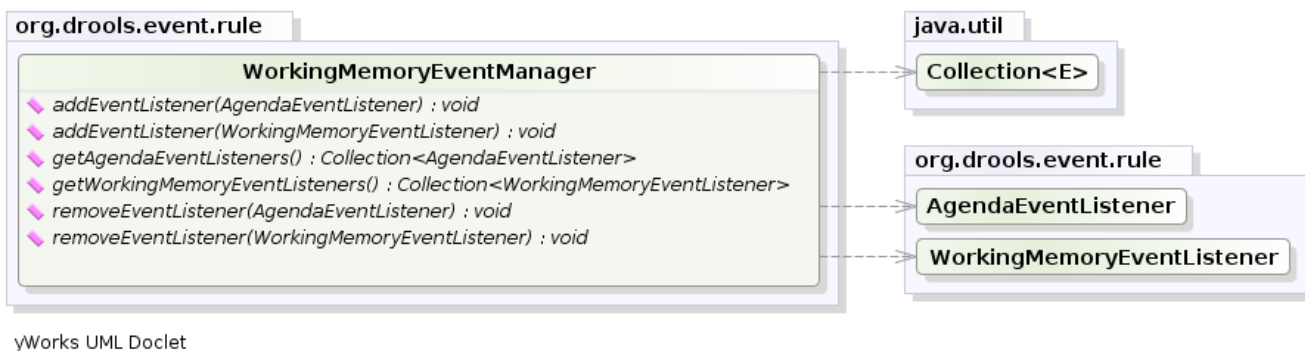 org.drools.event.rule
WorkingMemoryEventManager
addEventListener(AgendaEventListener) : void
addEventListener(WorkingMemoryEventListener) : void
getAgendaEventListeners() : Collection<AgendaEventListener>
getWorkingMemoryEventListeners() : Collection<WorkingMemoryEventListener>
removeEventListener(AgendaEventListener) : void
removeEventListener(WorkingMemoryEventListener) : void
java.util
Collection<E>
org.drools.event.rule
AgendaEventListener
WorkingMemoryEventListener
yWorks UML Doclet